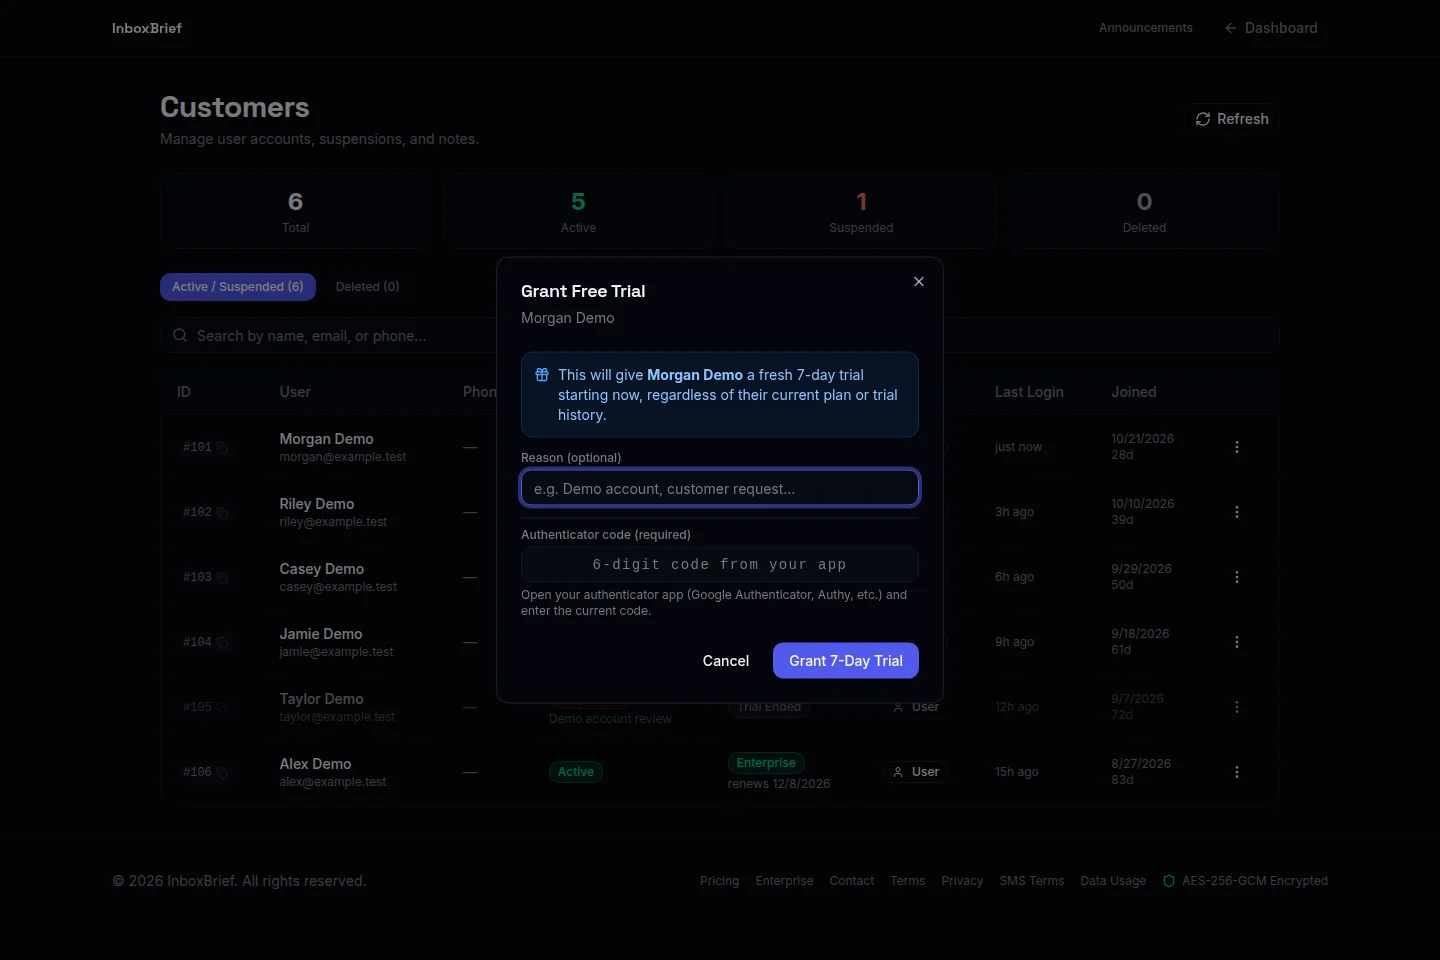 InboxBrief
Announcements
Dashboard
Customers
Manage user accounts, suspensions, and notes.
Refresh
6
Total
5
Active
1
Suspended
0
Deleted
Active / Suspended (6)
Deleted (0)
Search by name, email, or phone...
ID
User
Phon
Last Login
Joined
#101
Morgan Demo
morgan@example.test
—
just now
10/21/2026
28d
#102
Riley Demo
riley@example.test
—
3h ago
10/10/2026
39d
#103
Casey Demo
casey@example.test
—
6h ago
9/29/2026
50d
#104
Jamie Demo
jamie@example.test
—
9h ago
9/18/2026
61d
#105
Taylor Demo
taylor@example.test
—
Demo account review
Trial Ended
User
12h ago
9/7/2026
72d
#106
Alex Demo
alex@example.test
—
Active
Enterprise
renews 12/8/2026
User
15h ago
8/27/2026
83d
Grant Free Trial
Morgan Demo
This will give Morgan Demo a fresh 7-day trial
starting now, regardless of their current plan or trial
history.
Reason (optional)
e.g. Demo account, customer request...
Authenticator code (required)
6-digit code from your app
Open your authenticator app (Google Authenticator, Authy, etc.) and
enter the current code.
Cancel
Grant 7-Day Trial
© 2026 InboxBrief. All rights reserved.
Pricing
Enterprise
Contact
Terms
Privacy
SMS Terms
Data Usage
AES-256-GCM Encrypted